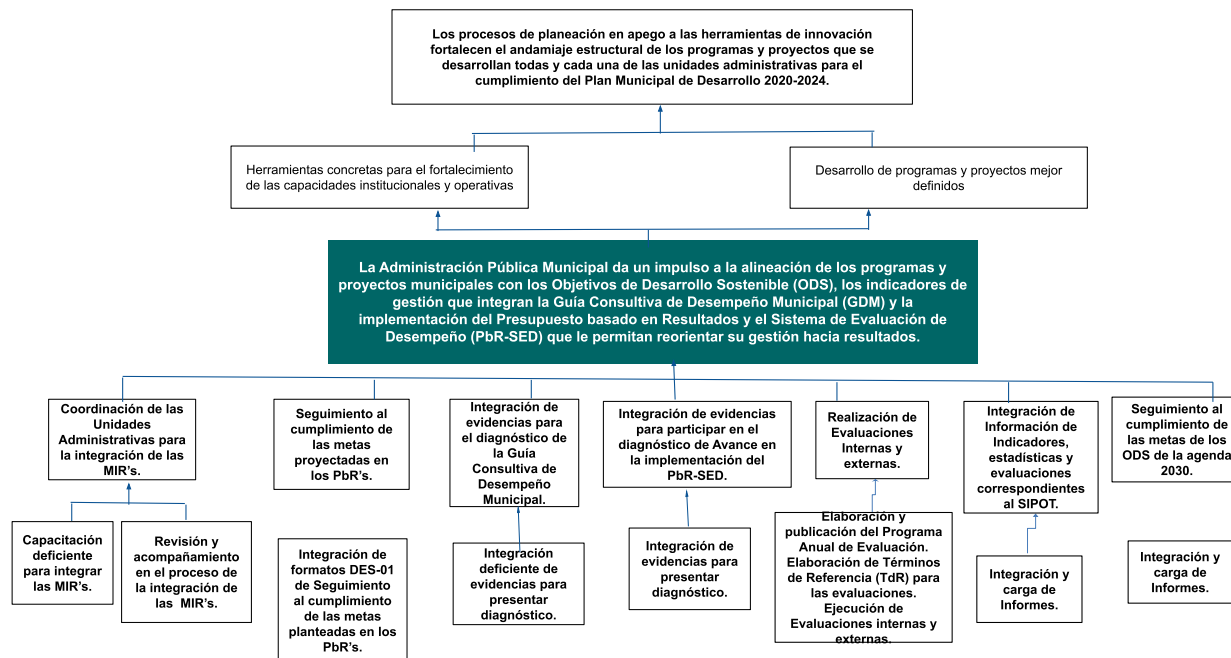 Los procesos de planeación en apego a las herramientas de innovación
fortalecen el andamiaje estructural de los programas y proyectos que se
desarrollan todas y cada una de las unidades administrativas para el
cumplimiento del Plan Municipal de Desarrollo 2020-2024.
Herramientas concretas para el fortalecimiento
de las capacidades institucionales y operativas
Desarrollo de programas y proyectos mejor
definidos
La Administración Pública Municipal da un impulso a la alineación de los programas y
proyectos municipales con los Objetivos de Desarrollo Sostenible (ODS), los indicadores de
gestión que integran la Guía Consultiva de Desempeño Municipal (GDM) y la
implementación del Presupuesto basado en Resultados y el Sistema de Evaluación de
Desempeño (PbR-SED) que le permitan reorientar su gestión hacia resultados.
Coordinación de las
Unidades
Administrativas para
la integración de las
MIR's.
Seguimiento al
cumplimiento de
las metas
proyectadas en
los PbR's.
Integración de
evidencias para
el diagnóstico de
la Guía
Consultiva de
Desempeño
Municipal.
Integración de evidencias
para participar en el
diagnóstico de Avance en
la implementación del
PbR-SED.
Realización de
Evaluaciones
Internas y
externas.
Integración de
Información de
Indicadores,
estadísticas y
evaluaciones
correspondientes
al SIPOT.
Seguimiento al
cumplimiento de
las metas de los
ODS de la agenda
2030.
Capacitación
deficiente
para integrar
las MIR's.
Revisión y
acompañamiento
en el proceso de
la integración de
las MIR's.
Integración de
formatos DES-01
de Seguimiento
al cumplimiento
de las metas
planteadas en los
PbR's.
Integración
deficiente de
evidencias para
presentar
diagnóstico.
Integración de
evidencias para
presentar
diagnóstico.
Elaboración y
publicación del Programa
Anual de Evaluación.
Elaboración de Términos
de Referencia (TdR) para
las evaluaciones.
Ejecución de
Evaluaciones internas y
externas.
Integración y
carga de
Informes.
Integración y
carga de
Informes.